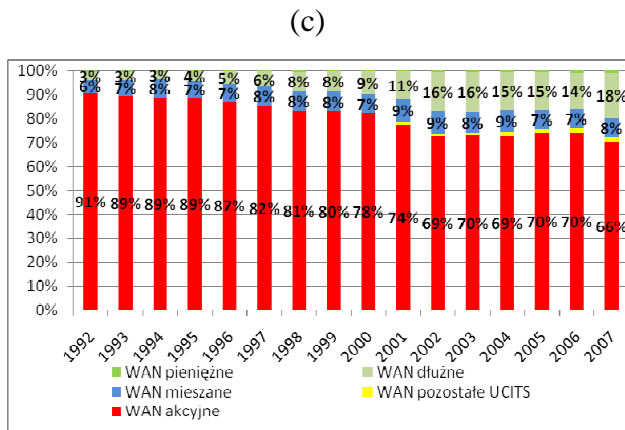 (c)
100% 3% 3% 3% 4% 5% 6% 8% 8% 9% 11% 16% 16% 15% 15% 14% 18%
90% 6% 7% 8% 7% 7% 8% 8% 8% 7% 9% 9% 8% 9% 7% 7% 8%
80%
70%
60%
50% 91% 89% 89% 89% 87% 82% 81% 80% 78% 74% 69% 70% 69% 70% 70% 66%
40%
30%
20%
10%
0%
1992 1993 1994 1995 1996 1997 1998 1999 2000 2001 2002 2003 2004 2005 2006 2007
WAN pieniężne WAN dłużne
WAN mieszane WAN pozostałe UCITS
WAN akcyjne